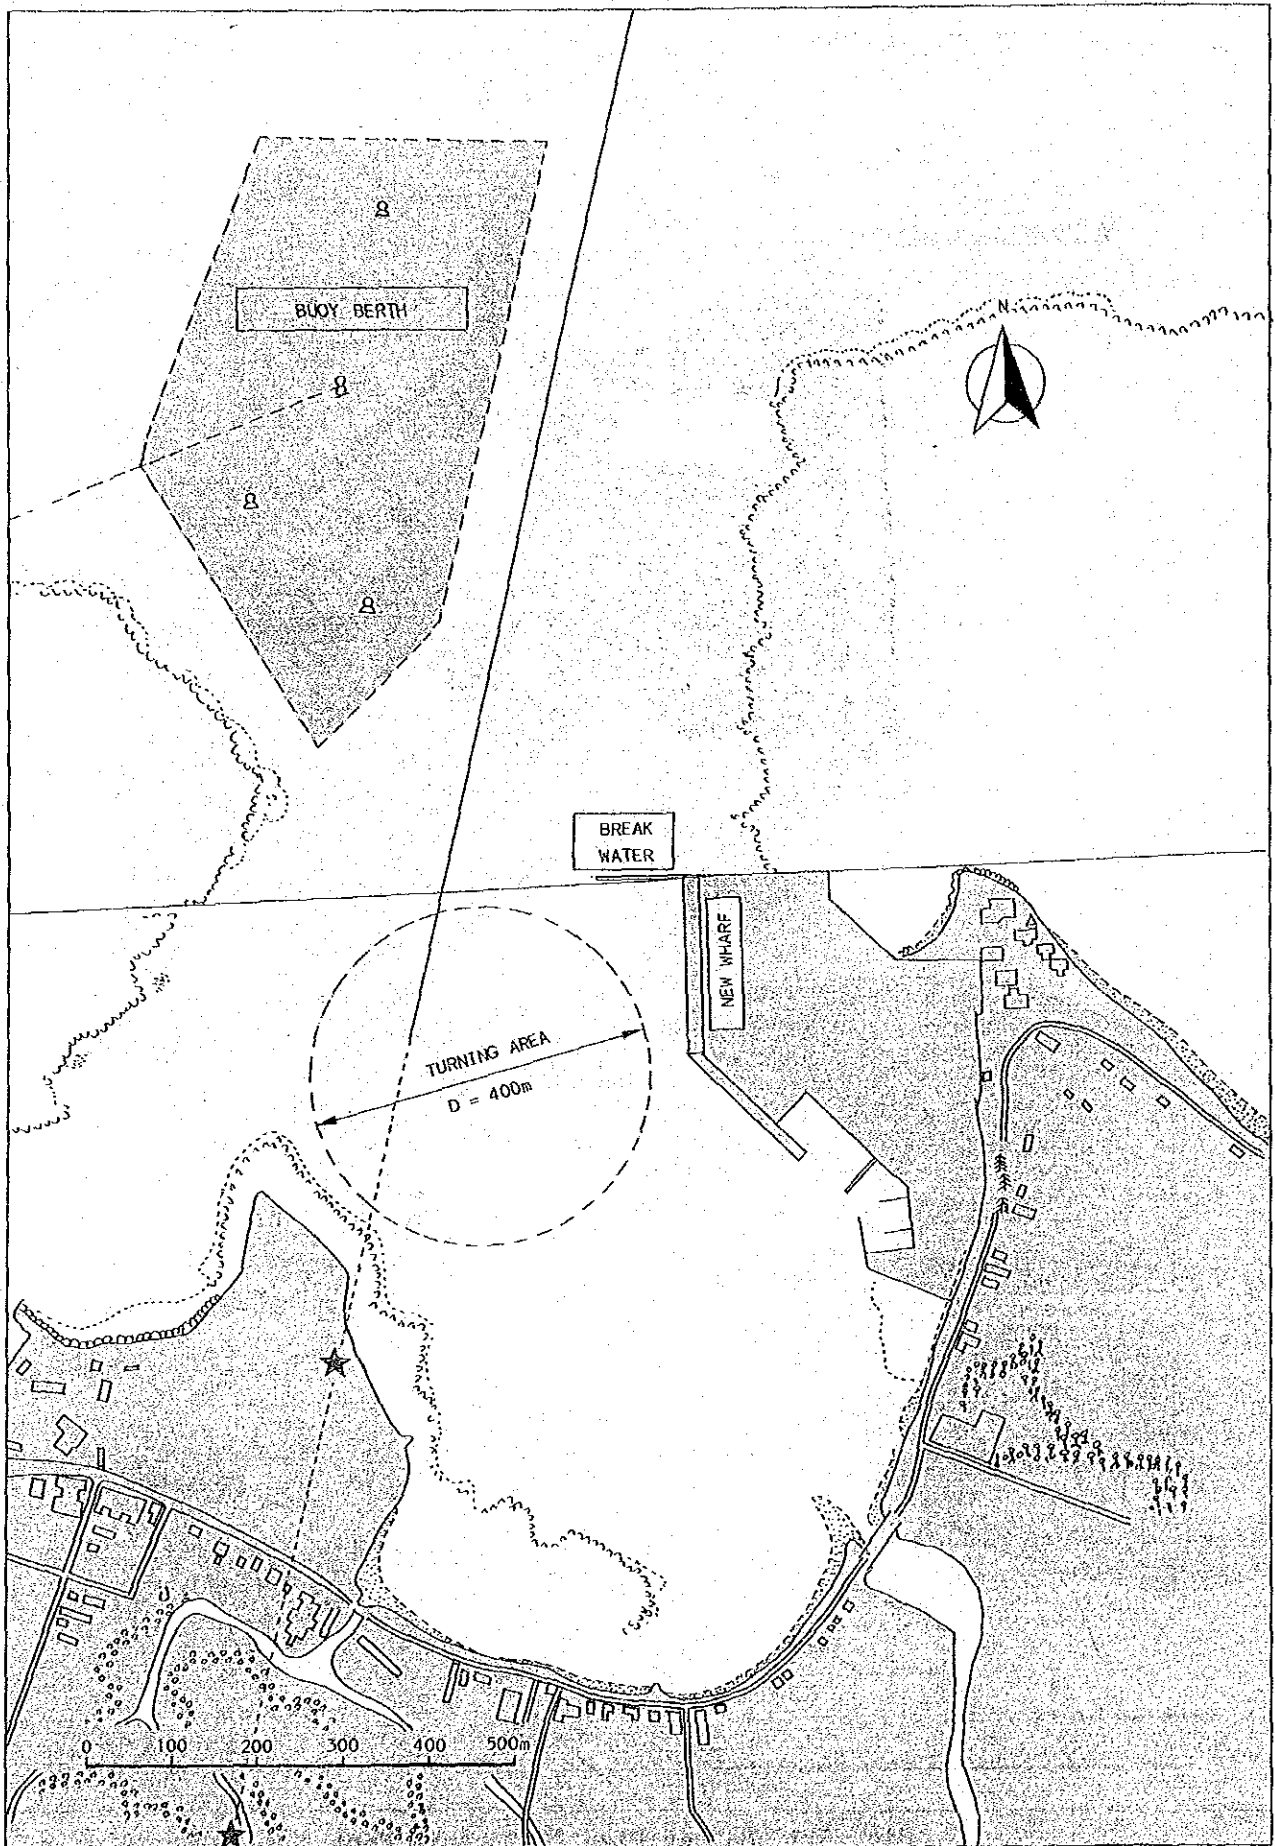 BUOY BERTH
N
BREAK
WATER
NEW WHARF
TURNING AREA
D = 400m
0 100 200 300 400 500m